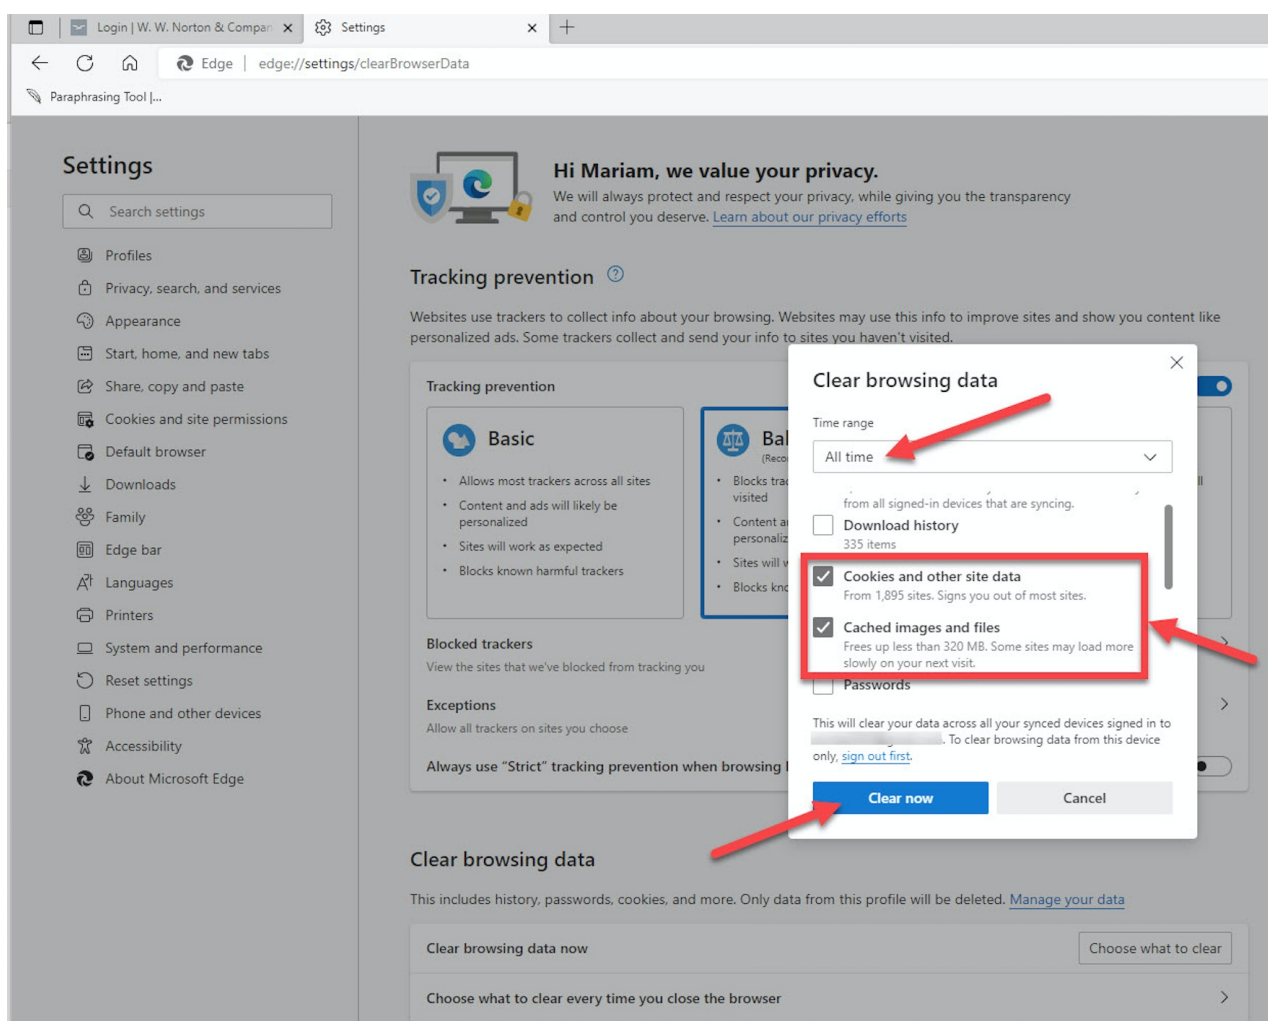 Login | W. W. Norton & Compan
Settings
Edge | edge://settings/clearBrowserData
Paraphrasing Tool |...
Settings
Search settings
Profiles
Privacy, search, and services
Appearance
Start, home, and new tabs
Share, copy and paste
Cookies and site permissions
Default browser
Downloads
Family
Edge bar
Languages
Printers
System and performance
Reset settings
Phone and other devices
Accessibility
About Microsoft Edge
Hi Mariam, we value your privacy.
We will always protect and respect your privacy, while giving you the transparency
and control you deserve. Learn about our privacy efforts
Tracking prevention
Websites use trackers to collect info about your browsing. Websites may use this info to improve sites and show you content like
personalized ads. Some trackers collect and send your info to sites you haven't visited.
Tracking prevention
Basic
Allows most trackers across all sites
Content and ads will likely be
personalized
Sites will work as expected
Blocks known harmful trackers
Blocks
visited
Content
Sites will
Blocks
Blocked trackers
View the sites that we've blocked from tracking you
Exceptions
Allow all trackers on sites you choose
Always use "Strict" tracking prevention when browsing
Clear browsing data
Time range
All time
from all signed-in devices that are syncing.
Download history
335 items
Cookies and other site data
From 1,895 sites. Signs you out of most sites.
Cached images and files
Frees up less than 320 MB. Some sites may load more
slowly on your next visit.
Passwords
This will clear your data across all your synced devices signed in to
. To clear browsing data from this device
only, sign out first.
Clear now
Cancel
Clear browsing data
This includes history, passwords, cookies, and more. Only data from this profile will be deleted. Manage your data
Clear browsing data now
Choose what to clear
Choose what to clear every time you close the browser